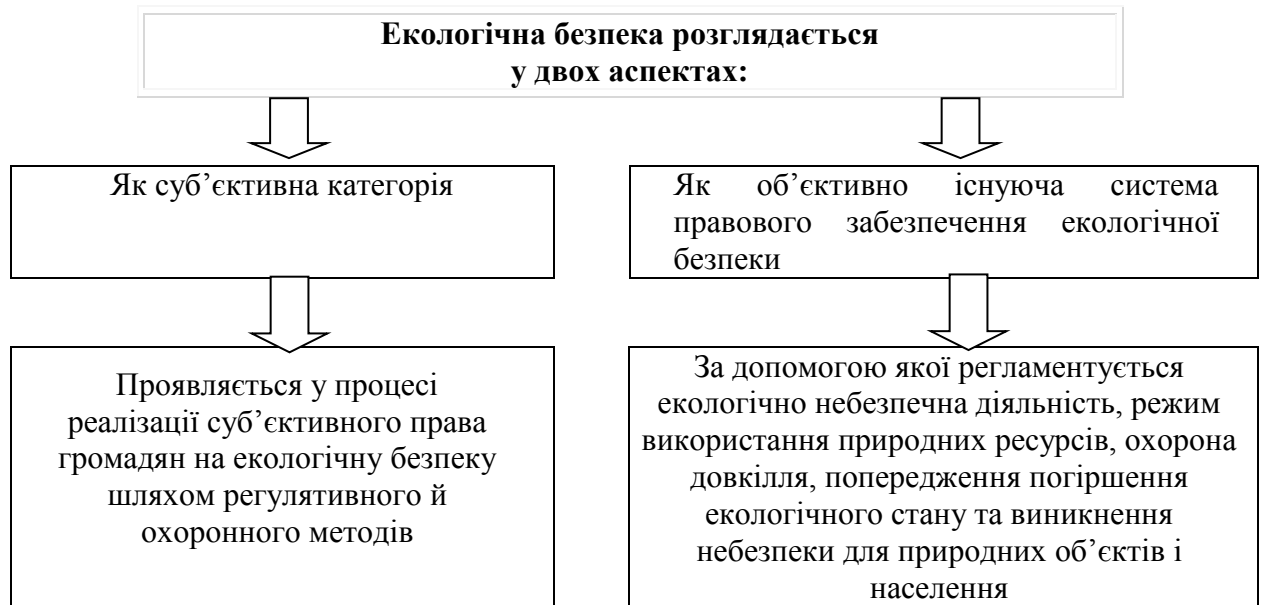 Екологічна безпека розглядається
у двох аспектах:
Як суб’єктивна категорія
Як об’єктивно існуюча система
правового забезпечення екологічної
безпеки
Проявляється у процесі
реалізації суб’єктивного права
громадян на екологічну безпеку
шляхом регулятивного й
охоронного методів
За допомогою якої регламентується
екологічно небезпечна діяльність, режим
використання природних ресурсів, охорона
довкілля, попередження погіршення
екологічного стану та виникнення
небезпеки для природних об’єктів і
населення